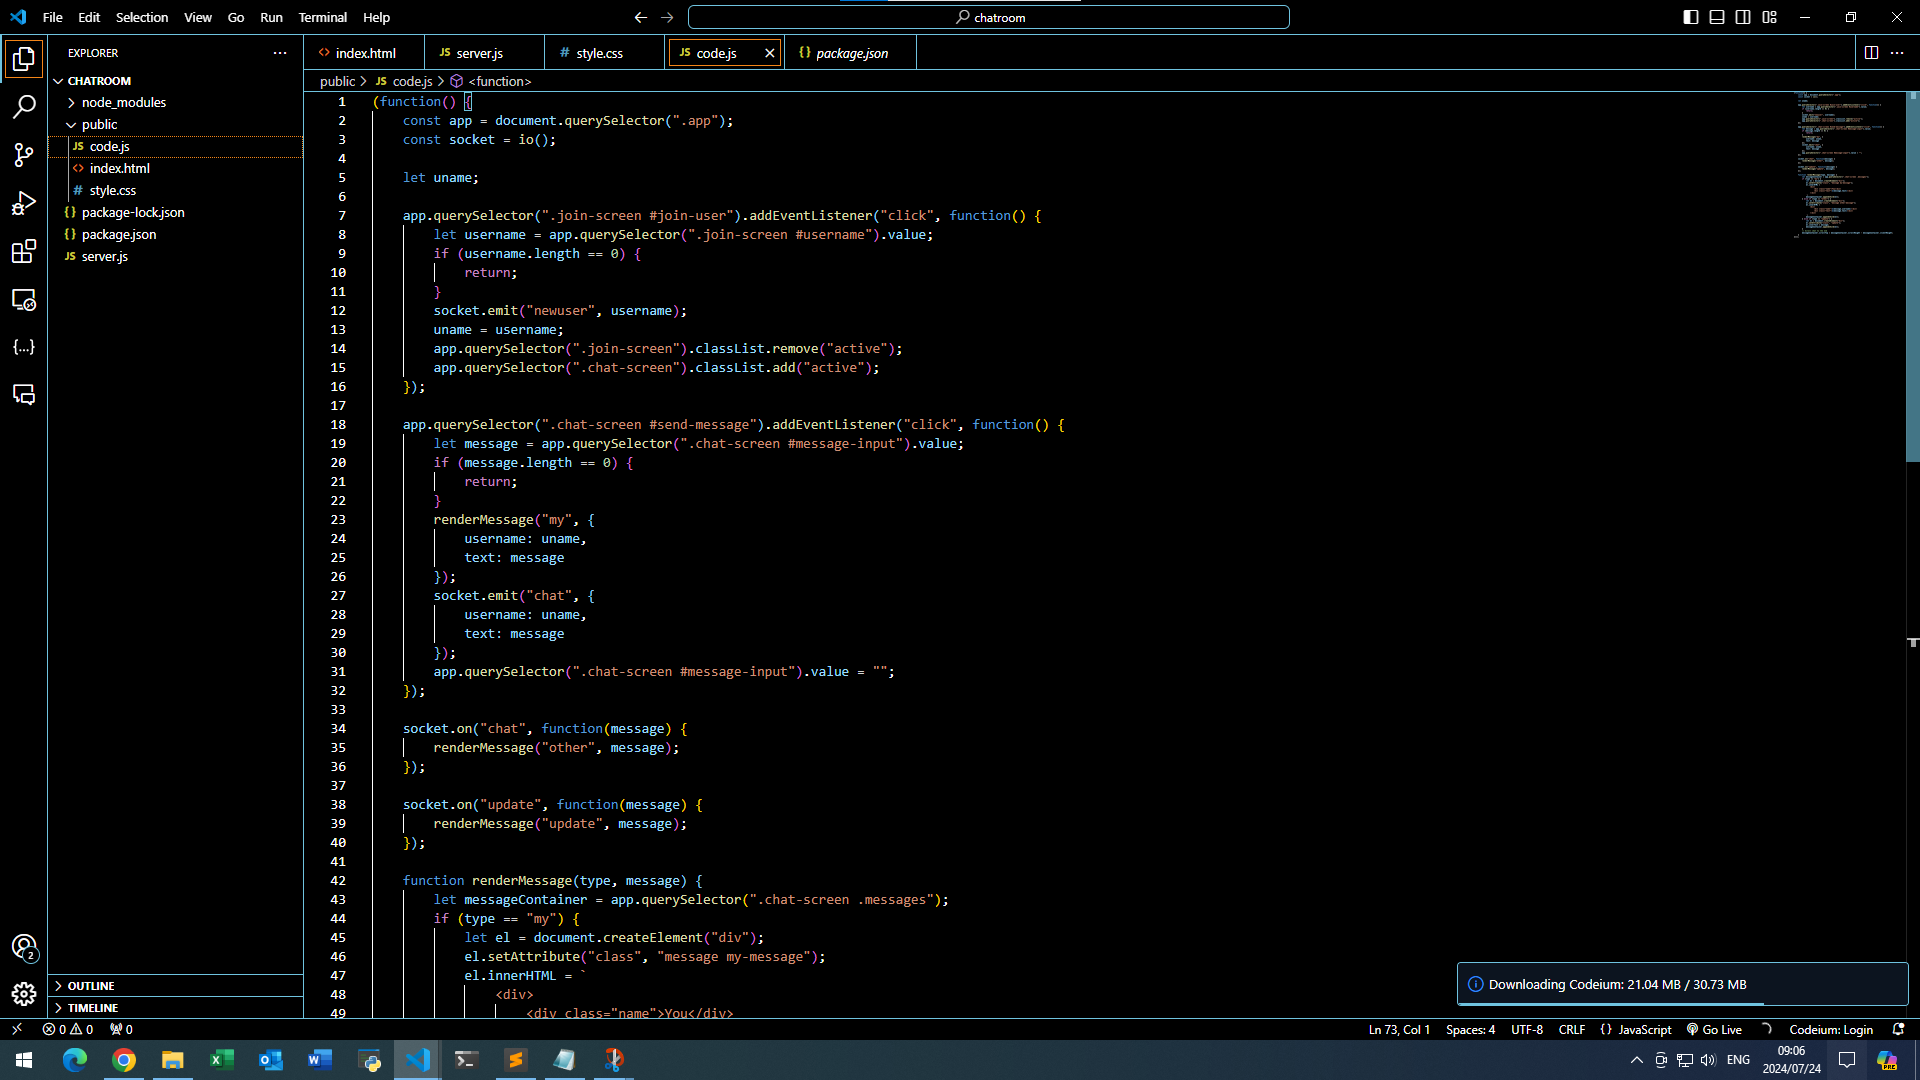 File Edit Selection View Go Run Terminal Help
chatroom
EXPLORER
index.html
server.js
style.css
code.js
package.json
CHATROOM
node_modules
public
code.js
index.html
style.css
package-lock.json
package.json
server.js
OUTLINE
TIMELINE
public > code.js > <function>
1 (function() {
2 const app = document.querySelector(".app");
3 const socket = io();
4
5 let uname;
6
7 app.querySelector(".join-screen #join-user").addEventListener("click", function() {
8 let username = app.querySelector(".join-screen #username").value;
9 if (username.length == 0) {
10 return;
11 }
12 socket.emit("newuser", username);
13 uname = username;
14 app.querySelector(".join-screen").classList.remove("active");
15 app.querySelector(".chat-screen").classList.add("active");
16 });
17
18 app.querySelector(".chat-screen #send-message").addEventListener("click", function() {
19 let message = app.querySelector(".chat-screen #message-input").value;
20 if (message.length == 0) {
21 return;
22 }
23 renderMessage("my", {
24 username: uname,
25 text: message
26 });
27 socket.emit("chat", {
28 username: uname,
29 text: message
30 });
31 app.querySelector(".chat-screen #message-input").value = "";
32 });
33
34 socket.on("chat", function(message) {
35 renderMessage("other", message);
36 });
37
38 socket.on("update", function(message) {
39 renderMessage("update", message);
40 });
41
42 function renderMessage(type, message) {
43 let messageContainer = app.querySelector(".chat-screen .messages");
44 if (type == "my") {
45 let el = document.createElement("div");
46 el.setAttribute("class", "message my-message");
47 el.innerHTML = `
48 <div>
49 <div class="name">You</div>
Downloading Codeium: 21.04 MB / 30.73 MB
2
0 0 0
Ln 73, Col 1 Spaces: 4 UTF-8 CRLF {} JavaScript Go Live Codeium: Login
ENG
09:06
2024/07/24